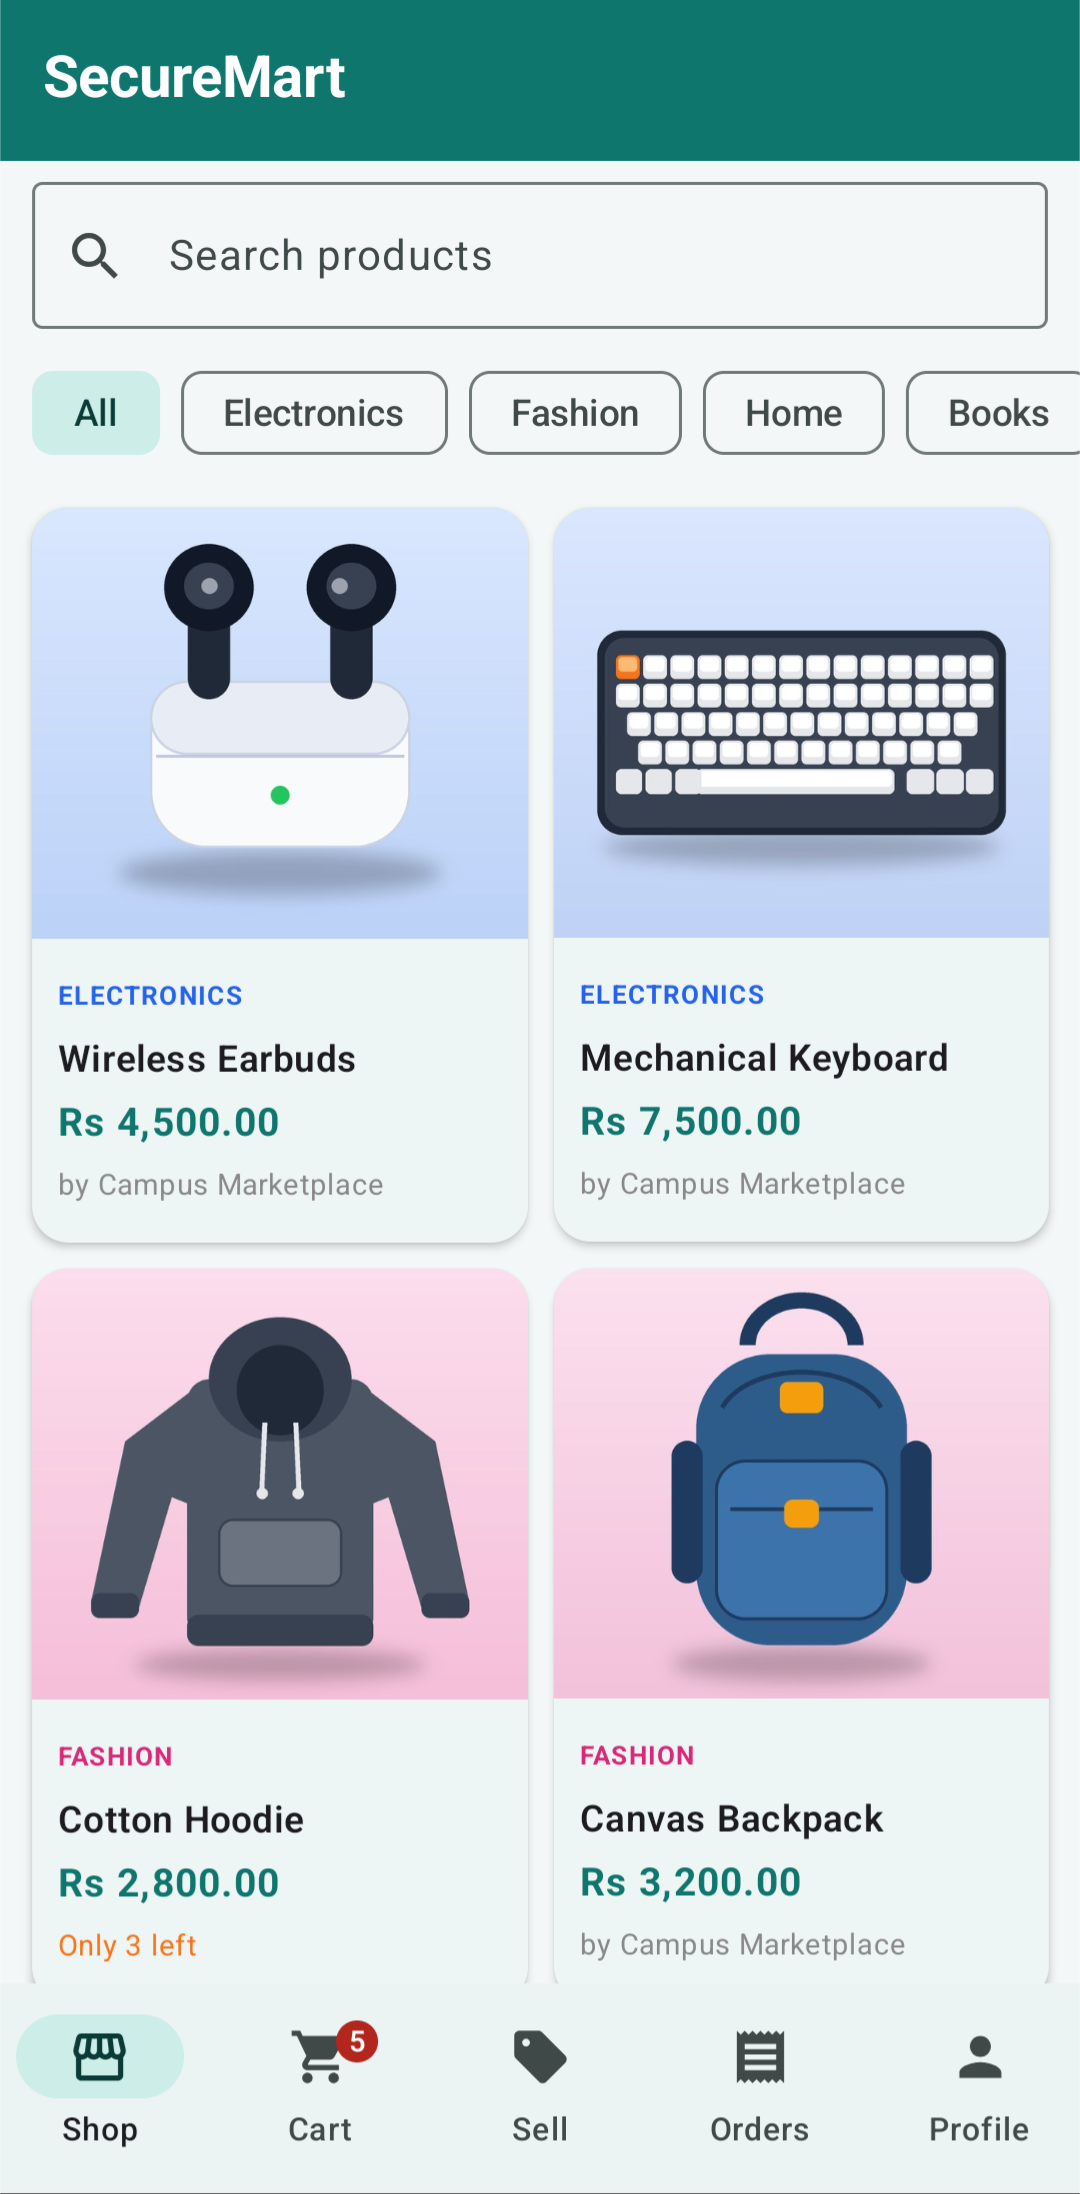 SecureMart
Search products
All Electronics Fashion Home Books
ELECTRONICS
Wireless Earbuds
Rs 4,500.00
by Campus Marketplace
ELECTRONICS
Mechanical Keyboard
Rs 7,500.00
by Campus Marketplace
FASHION
Cotton Hoodie
Rs 2,800.00
Only 3 left
FASHION
Canvas Backpack
Rs 3,200.00
by Campus Marketplace
5
Shop Cart Sell Orders Profile